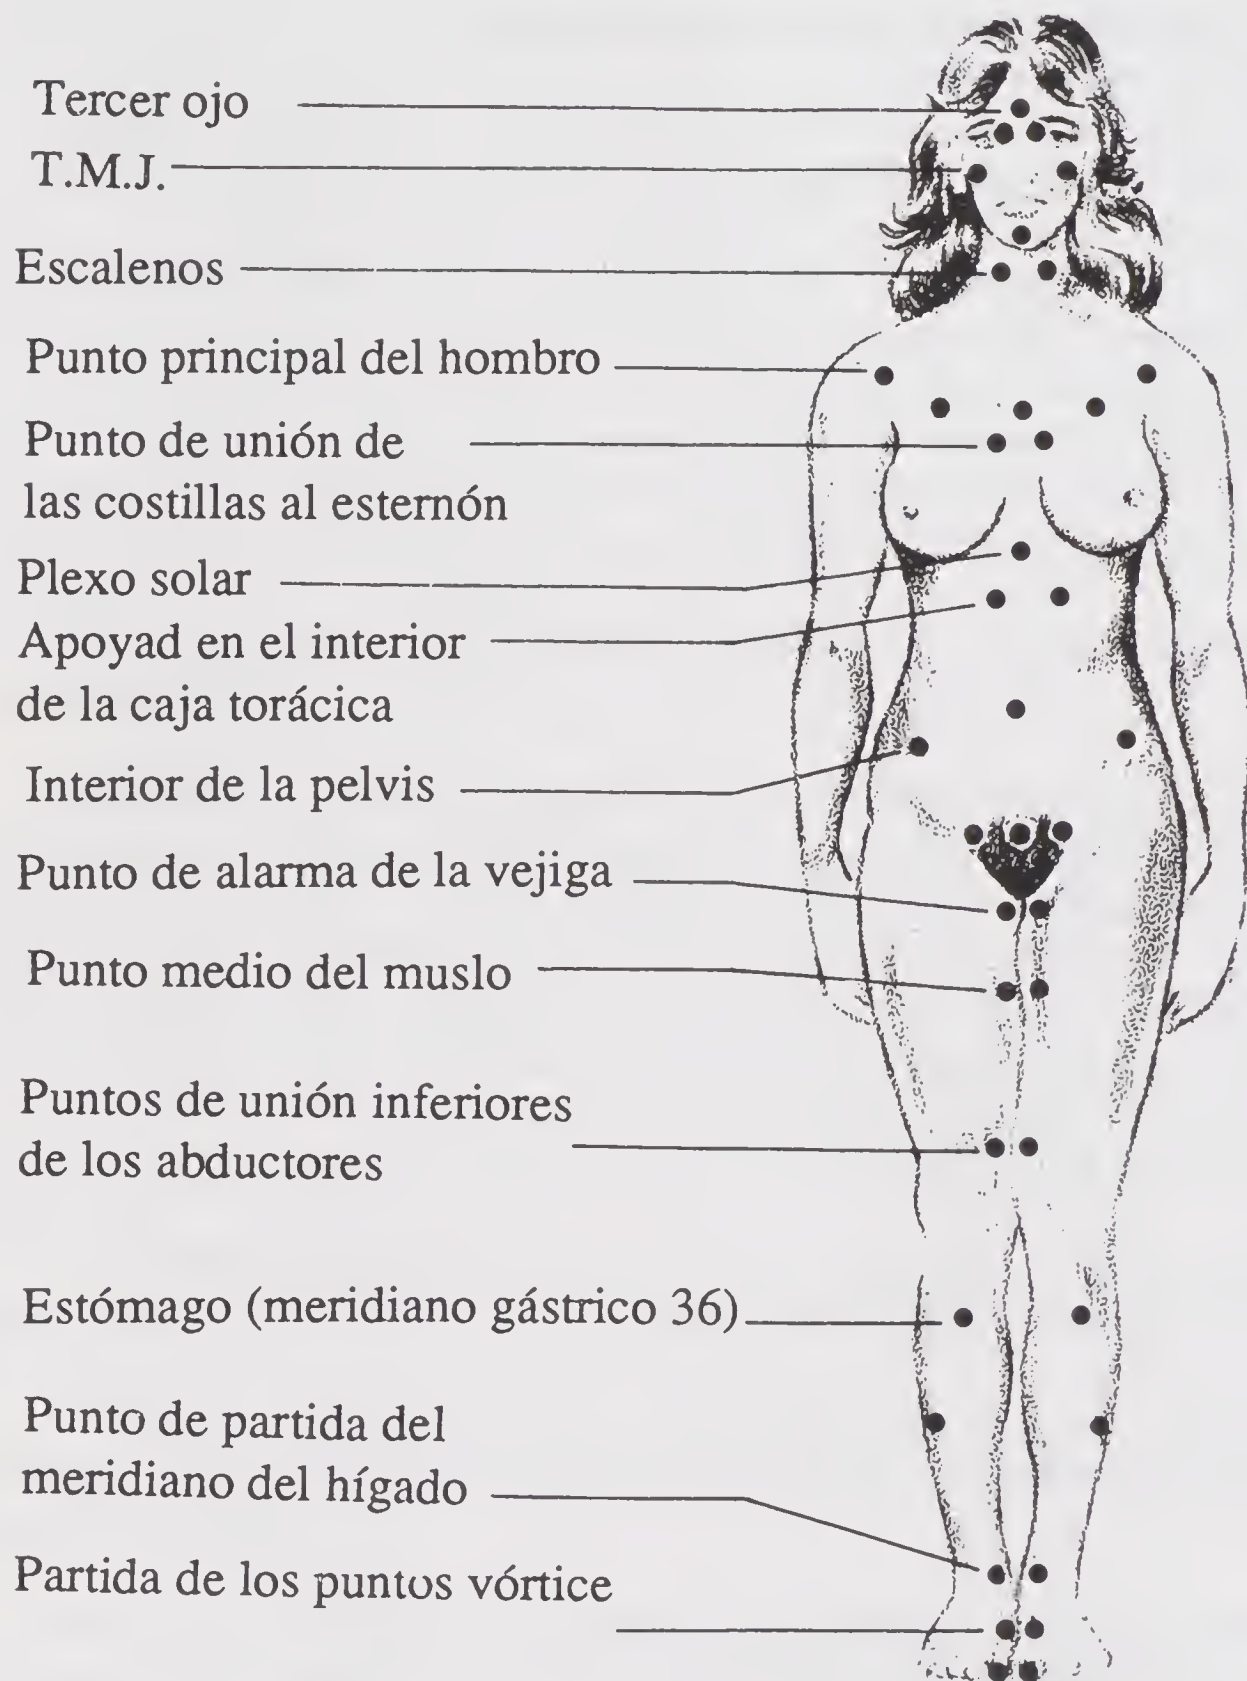 Tercer ojo
T.M.J.
Escalenos
Punto principal del hombro
Punto de unión de
las costillas al esternón
Plexo solar
Apoyad en el interior
de la caja torácica
Interior de la pelvis
Punto de alarma de la vejiga
Punto medio del muslo
Puntos de unión inferiores
de los abductores
Estómago (meridiano gástrico 36)
Punto de partida del
meridiano del hígado
Partida de los puntos vórtice